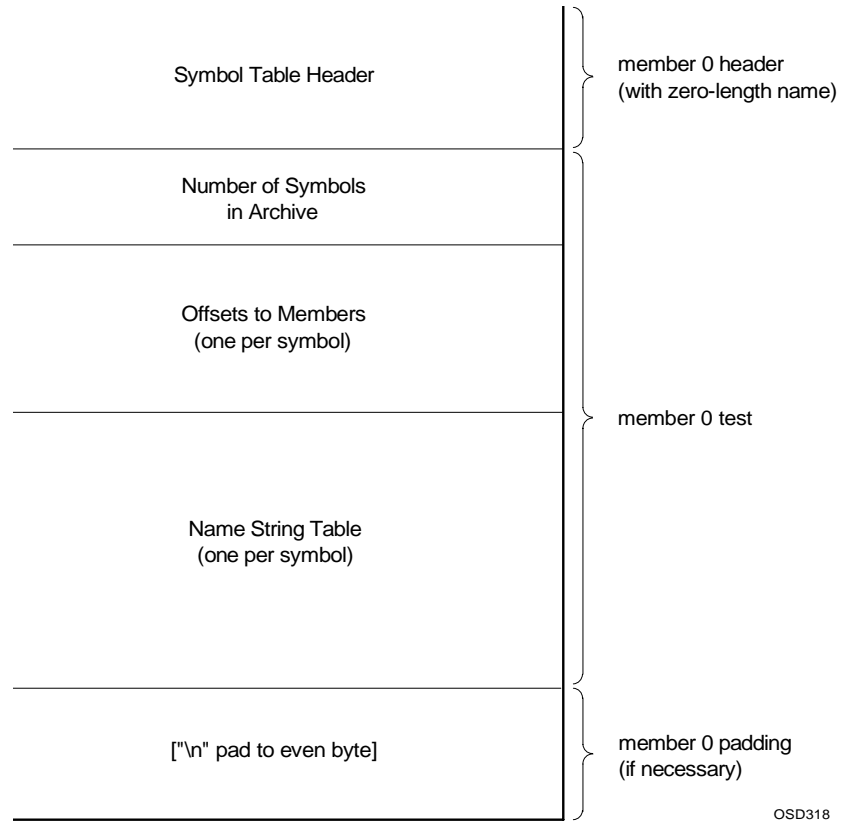 Symbol Table Header
member 0 header
(with zero-length name)
Number of Symbols
in Archive
Offsets to Members
(one per symbol)
member 0 test
Name String Table
(one per symbol)
["\n" pad to even byte]
member 0 padding
(if necessary)
OSD318